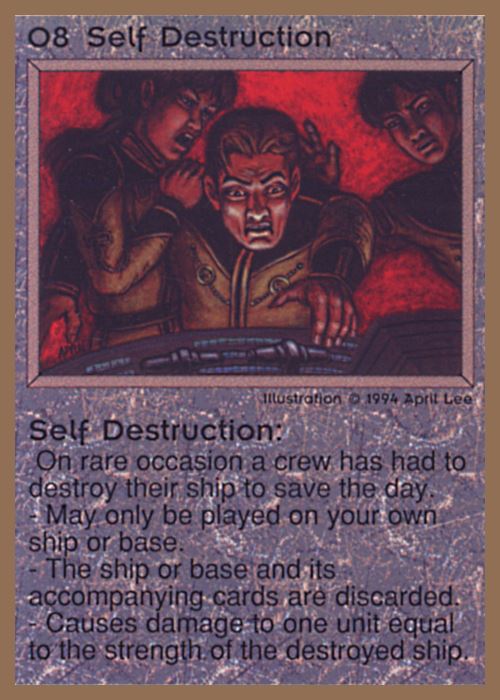 O8 Self Destruction
Illustration © 1994 April Lee
Self Destruction:
On rare occasion a crew has had to
destroy their ship to save the day.
- May only be played on your own
ship or base.
- The ship or base and its
accompanying cards are discarded.
- Causes damage to one unit equal
to the strength of the destroyed ship.